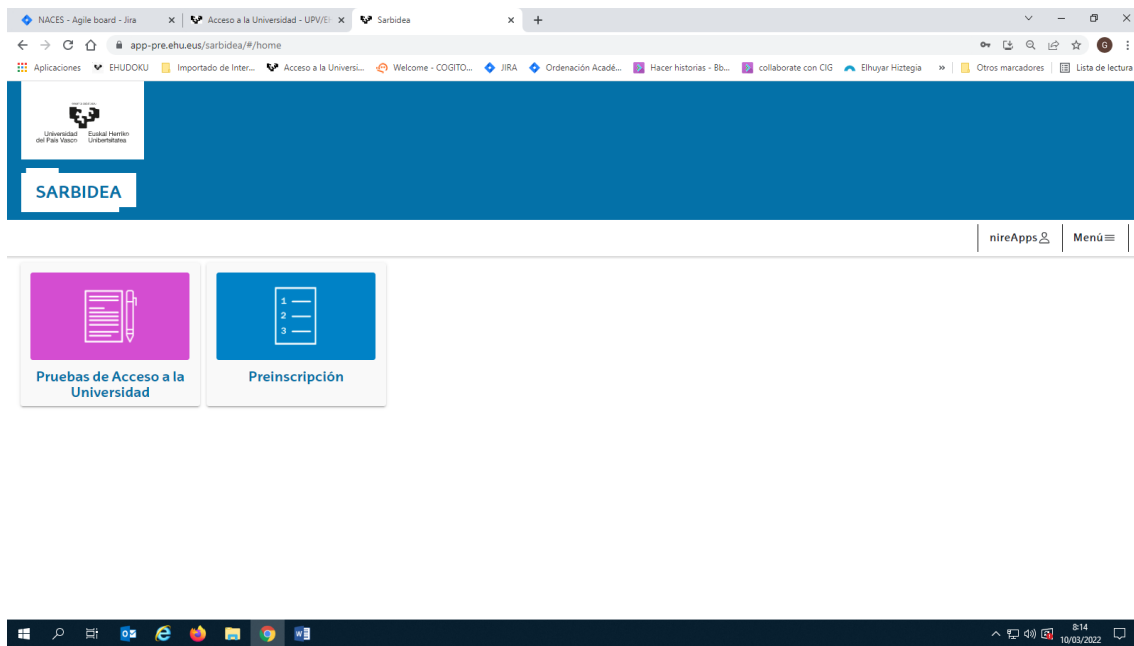 NACES - Agile board - Jira
Acceso a la Universidad - UPV/EH
Sarbidea
app-pre.ehu.eus/sarbidea/#/home
G
Aplicaciones EHUDOKU Importado de Inter... Acceso a la Universi... Welcome - COGITO... JIRA Ordenación Acadé... Hacer historias - Bb... collaborate con CIG Elhuyar Hiztegia » Otros marcadores Lista de lectura
Universidad Euskal Herriko
del País Vasco Unibertsitatea
SARBIDEA
nireApps Menú
1
2
3
Pruebas de Acceso a la
Universidad
Preinscripción
8:14
10/03/2022